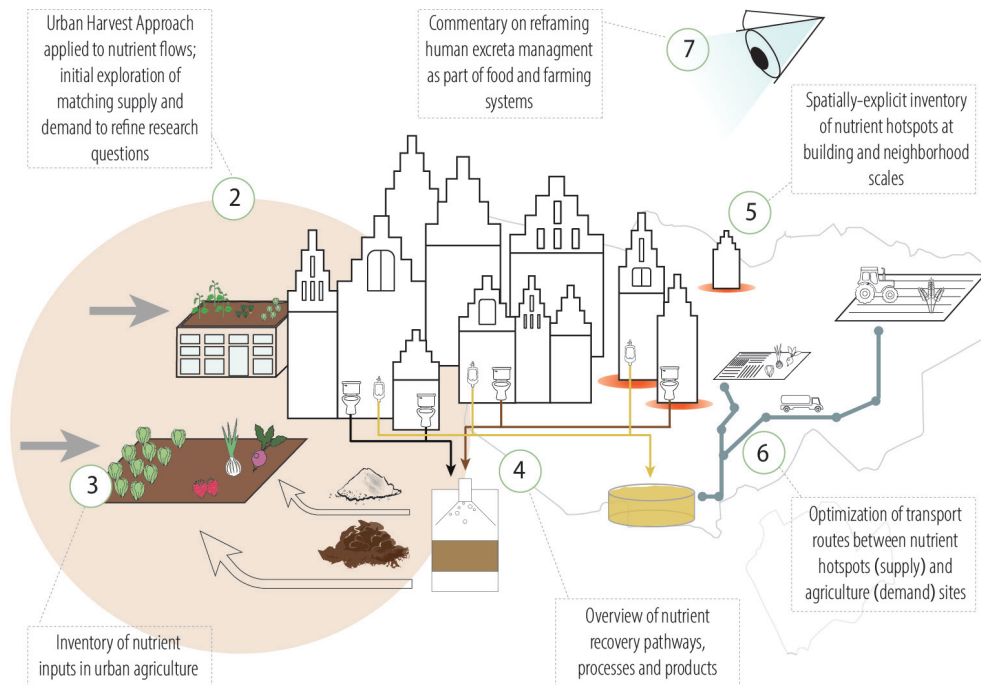 Urban Harvest Approach
applied to nutrient flows;
initial exploration of
matching supply and
demand to refine research
questions
2
Commentary on reframing
human excreta managment
as part of food and farming
systems
7
Spatially-explicit inventory
of nutrient hotspots at
building and neighborhood
scales
5
3
Inventory of nutrient
inputs in urban agriculture
4
Overview of nutrient
recovery pathways,
processes and products
6
Optimization of transport
routes between nutrient
hotspots (supply) and
agriculture (demand) sites